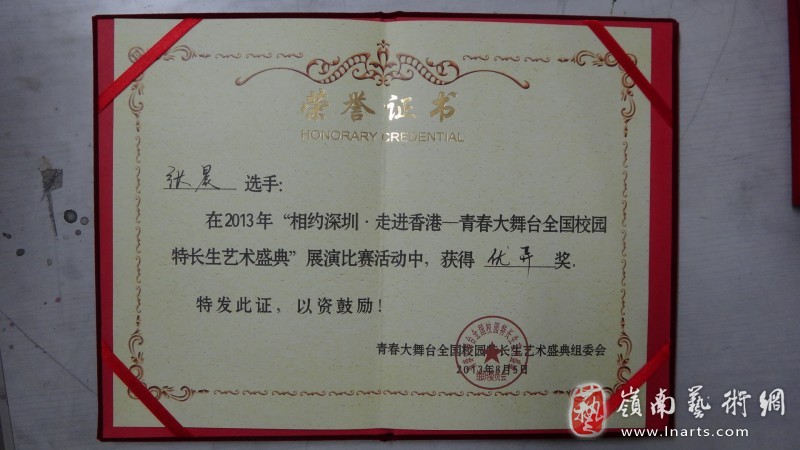 荣誉证书
HONORARY CREDENTIAL
张晨 选手:
在2013年“相约深圳·走进香港—青春大舞台全国校园
特长生艺术盛典”展演比赛活动中,获得 优异 奖.
特发此证,以资鼓励!
青春大舞台全国校园特长生艺术盛典组委会
2013年8月5日
嶺南藝術網
www.lnarts.com